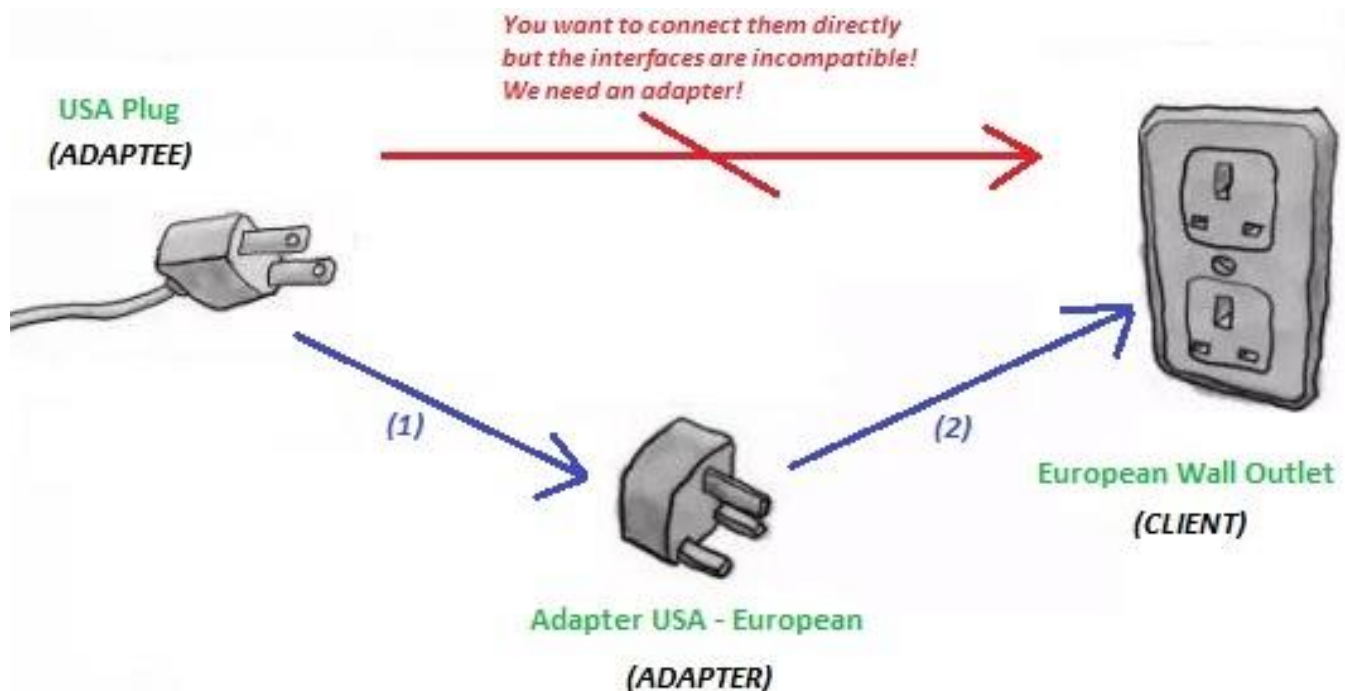 You want to connect them directly
but the interfaces are incompatible!
We need an adapter!
USA Plug
(ADAPTEE)
(1)
(2)
European Wall Outlet
(CLIENT)
Adapter USA - European
(ADAPTER)